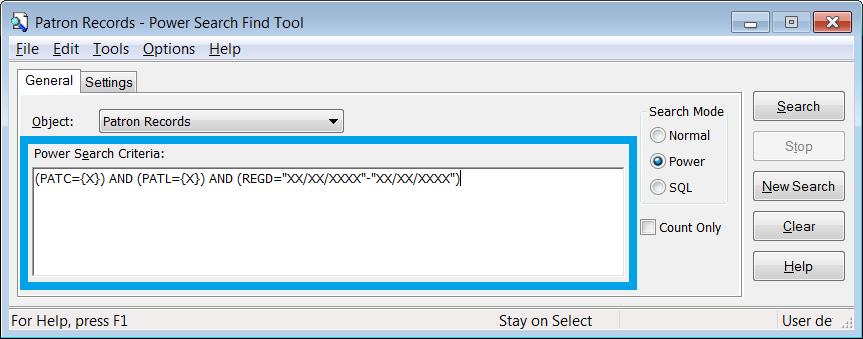 Patron Records - Power Search Find Tool
File Edit Tools Options Help
General Settings
Object: Patron Records
Power Search Criteria:
(PATC={X}) AND (PATL={X}) AND (REGD="XX/XX/XXXX"-"XX/XX/XXXX")
Search Mode
Normal
Power
SQL
Count Only
Search
Stop
New Search
Clear
Help
For Help, press F1 Stay on Select User de